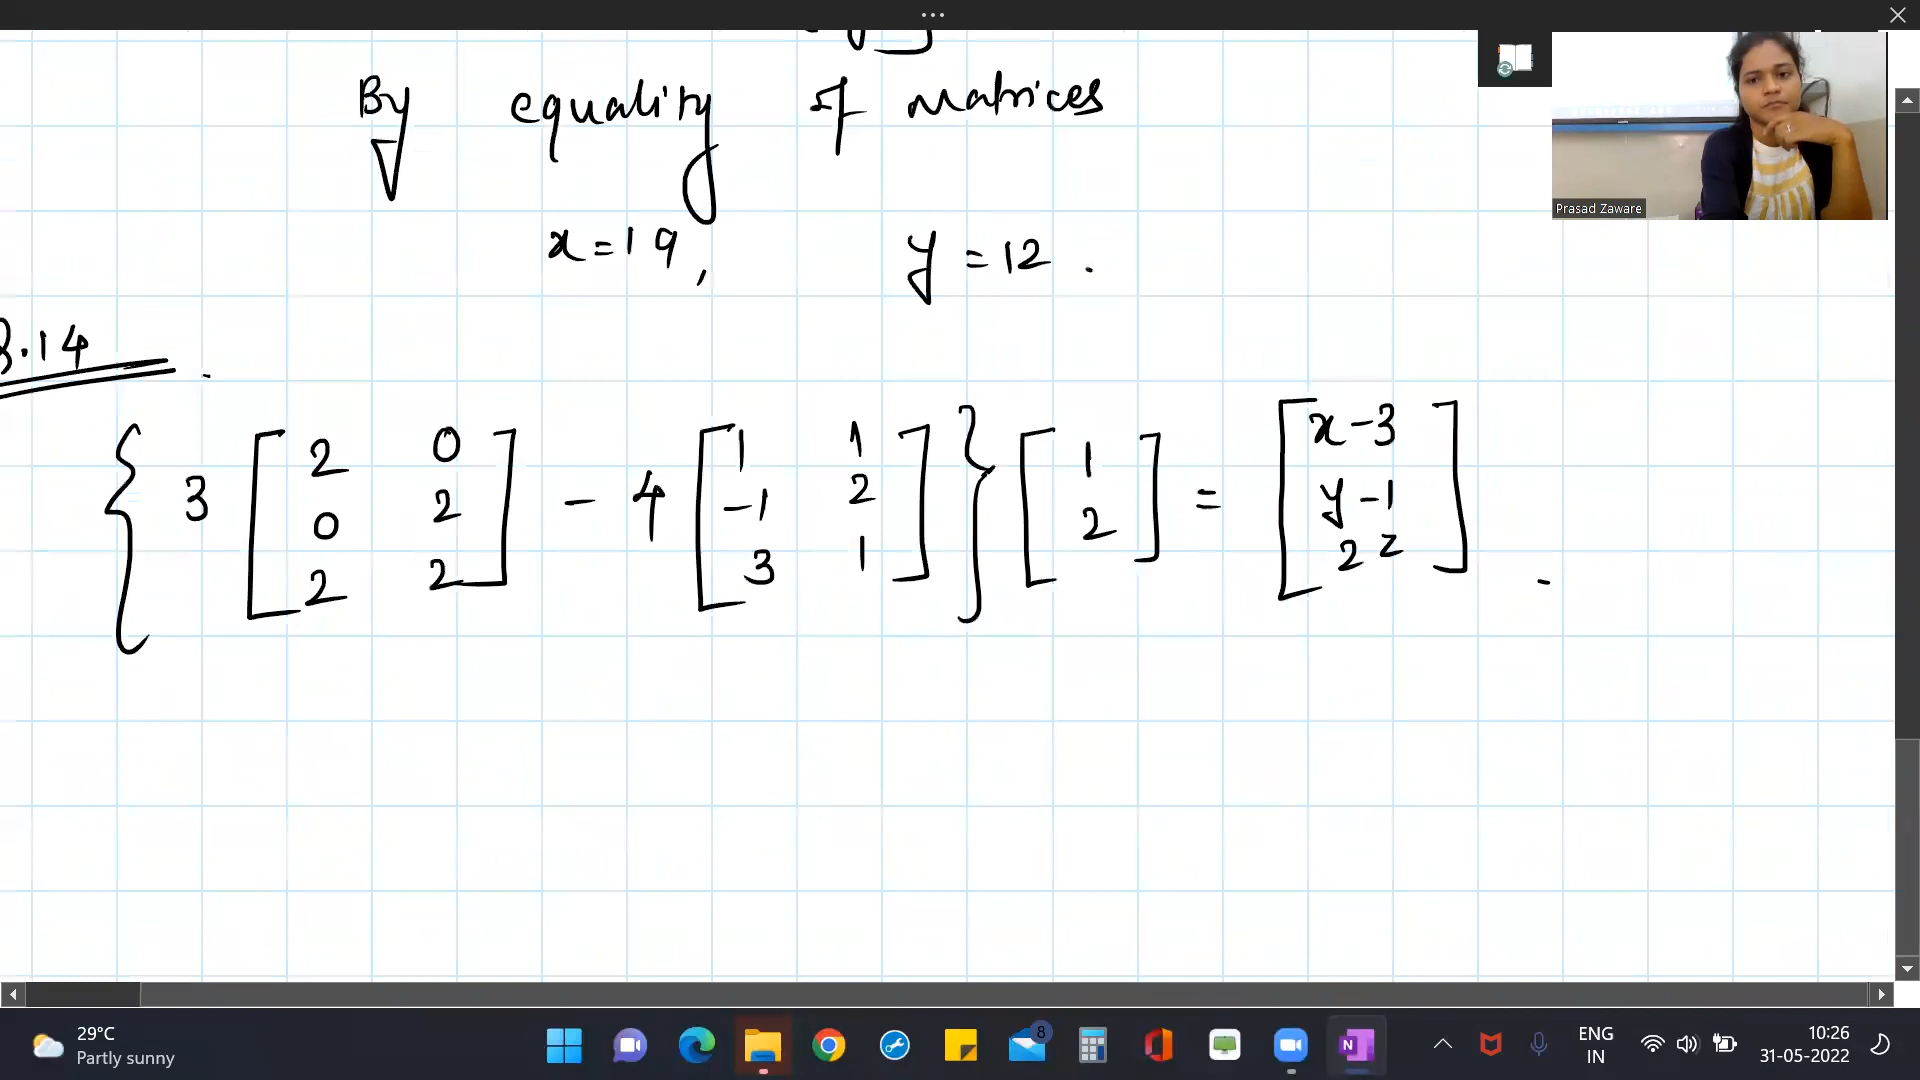 By equality of matrices
x = 19, y = 12.
Prasad Zaware
.14
{ 3 [ 2 0 ; 0 2 ; 2 2 ] - 4 [ 1 1 ; -1 2 ; 3 1 ] } [ 1 ; 2 ] = [ x-3 ; y-1 ; 2z ] .
29°C
Partly sunny
8
ENG
IN
10:26
31-05-2022